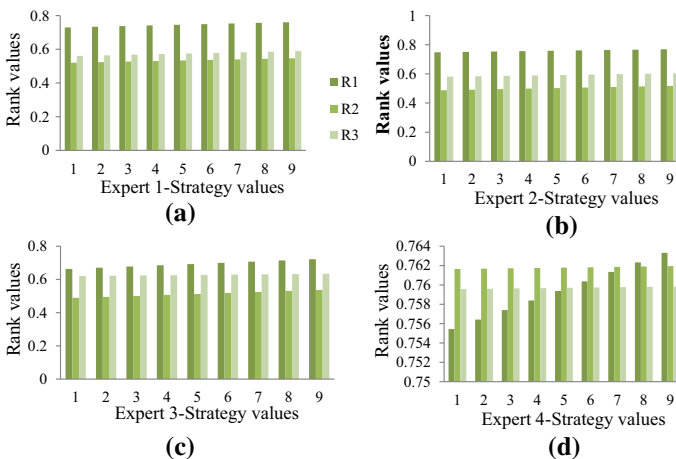 0.8
0.6
0.4
0.2
0
Rank values
1 2 3 4 5 6 7 8 9
Expert 1-Strategy values
(a)
R1
R2
R3
1
0.8
0.6
0.4
0.2
0
Rank values
1 2 3 4 5 6 7 8 9
Expert 2-Strategy values
(b)
0.8
0.6
0.4
0.2
0
Rank values
1 2 3 4 5 6 7 8 9
Expert 3-Strategy values
(c)
0.764
0.762
0.76
0.758
0.756
0.754
0.752
0.75
Rank values
1 2 3 4 5 6 7 8 9
Expert 4-Strategy values
(d)